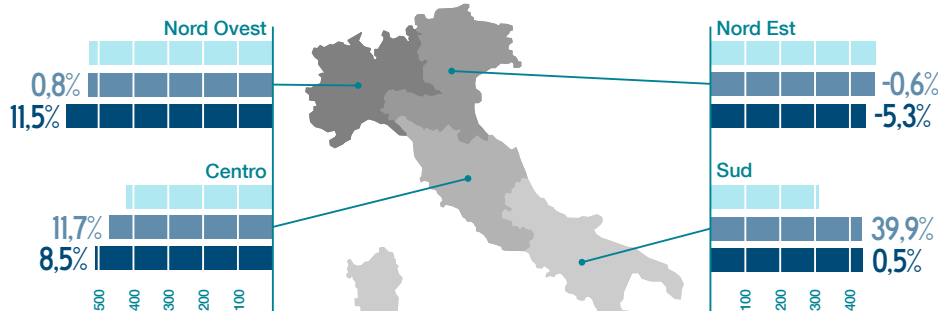 Nord Ovest
0,8%
11,5%
Nord Est
-0,6%
-5,3%
Centro
11,7%
8,5%
Sud
39,9%
0,5%
500 400 300 200 100
100 200 300 400